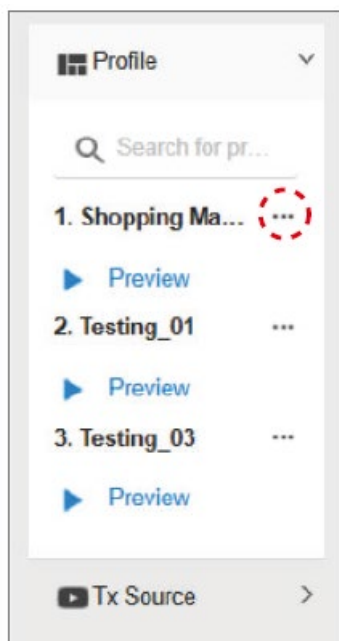 Profile
Search for pr...
1. Shopping Ma... ...
Preview
2. Testing_01 ...
Preview
3. Testing_03 ...
Preview
Tx Source